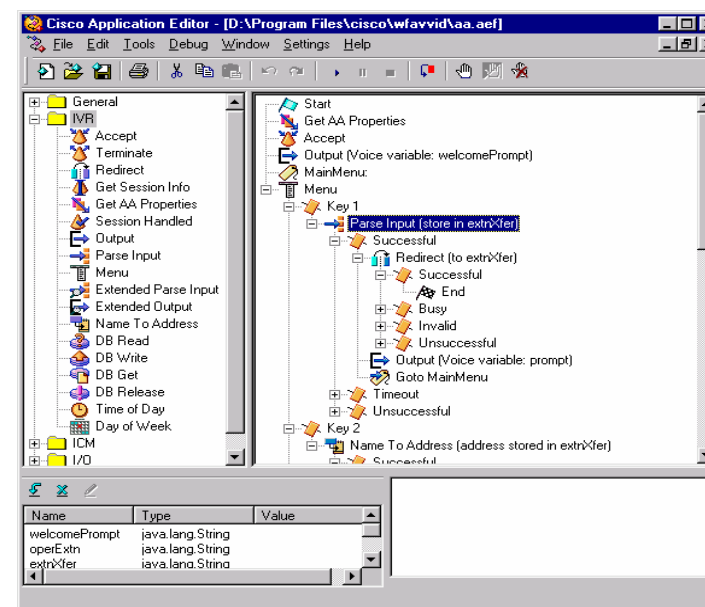 Cisco Application Editor - [D:\Program Files\cisco\wfavvid\aa.aef]
File Edit Tools Debug Window Settings Help
General
IVR
Accept
Terminate
Redirect
Get Session Info
Get AA Properties
Session Handled
Output
Parse Input
Menu
Extended Parse Input
Extended Output
Name To Address
DB Read
DB Write
DB Get
DB Release
Time of Day
Day of Week
ICM
I/O
Start
Get AA Properties
Accept
Output (Voice variable: welcomePrompt)
MainMenu:
Menu
Key 1
Parse Input (store in extnXfer)
Successful
Redirect (to extnXfer)
Successful
End
Busy
Invalid
Unsuccessful
Output (Voice variable: prompt)
Goto MainMenu
Timeout
Unsuccessful
Key 2
Name To Address (address stored in extnXfer)
Successful
Name Type Value
welcomePrompt java.lang.String
operExtn java.lang.String
extnXfer java.lang.String